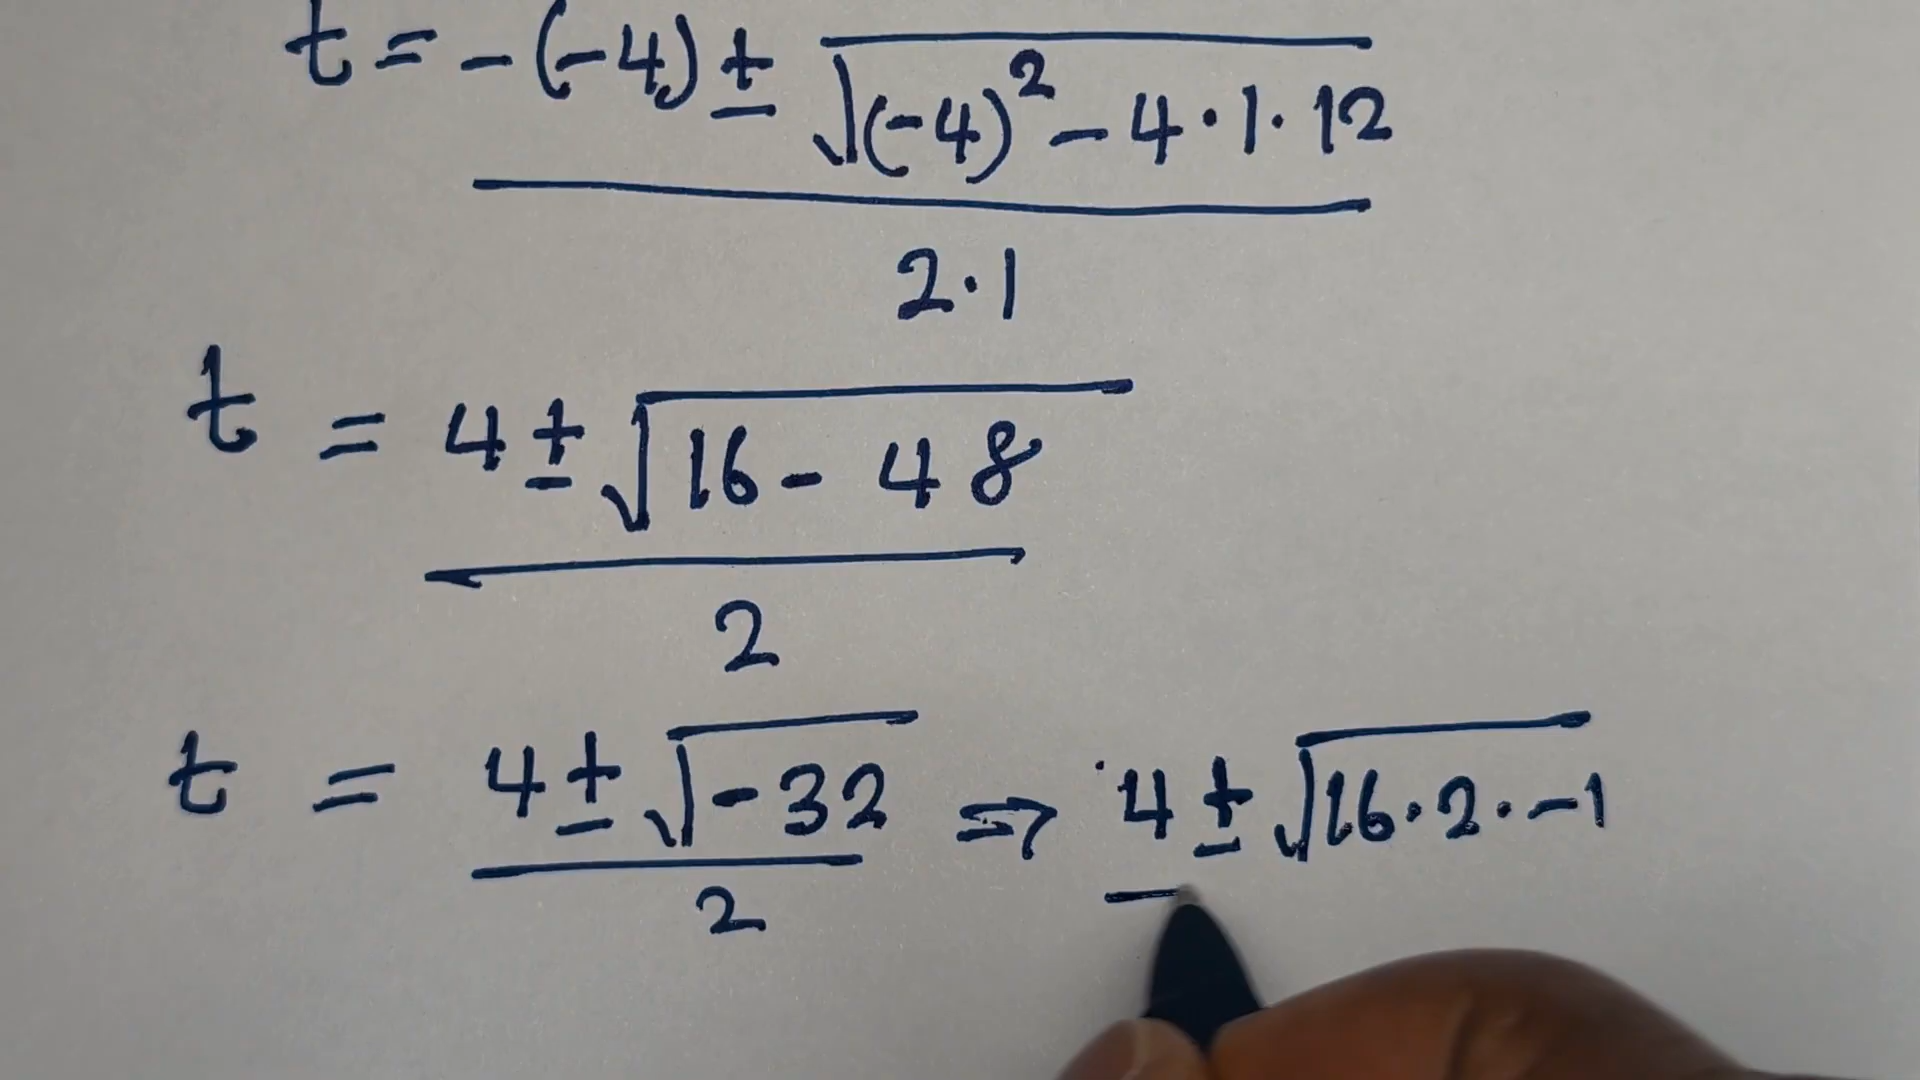 t = -(-4) ± √(-4)² - 4·1·12
2·1
t = 4 ± √16 - 48
2
t = 4 ± √-32 ⇒ 4 ± √16·2·-1
2